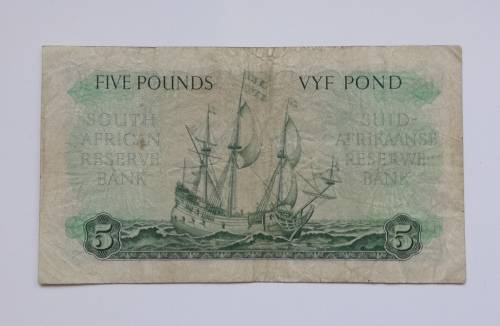 FIVE POUNDS VYF POND
SOUTH
AFRICAN
RESERVE
BANK
SUID-
AFRIKAANSE
RESERWE
BANK
5 5